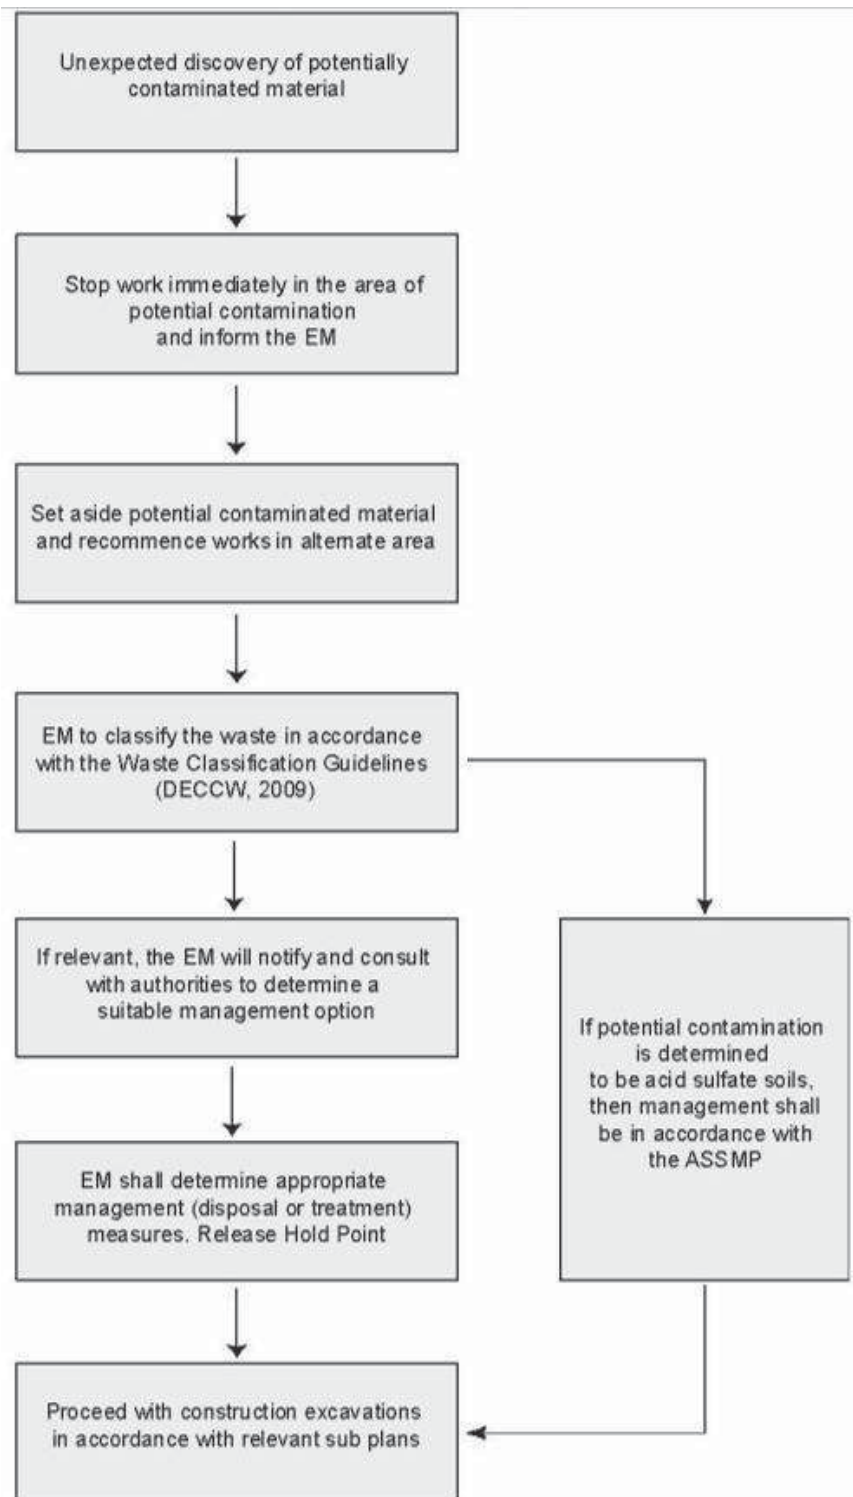 Unexpected discovery of potentially
contaminated material
Stop work immediately in the area of
potential contamination
and inform the EM
Set aside potential contaminated material
and recommence works in alternate area
EM to classify the waste in accordance
with the Waste Classification Guidelines
(DECCW, 2009)
If relevant, the EM will notify and consult
with authorities to determine a
suitable management option
If potential contamination
is determined
to be acid sulfate soils,
then management shall
be in accordance with
the ASSMP
EM shall determine appropriate
management (disposal or treatment)
measures. Release Hold Point
Proceed with construction excavations
in accordance with relevant sub plans